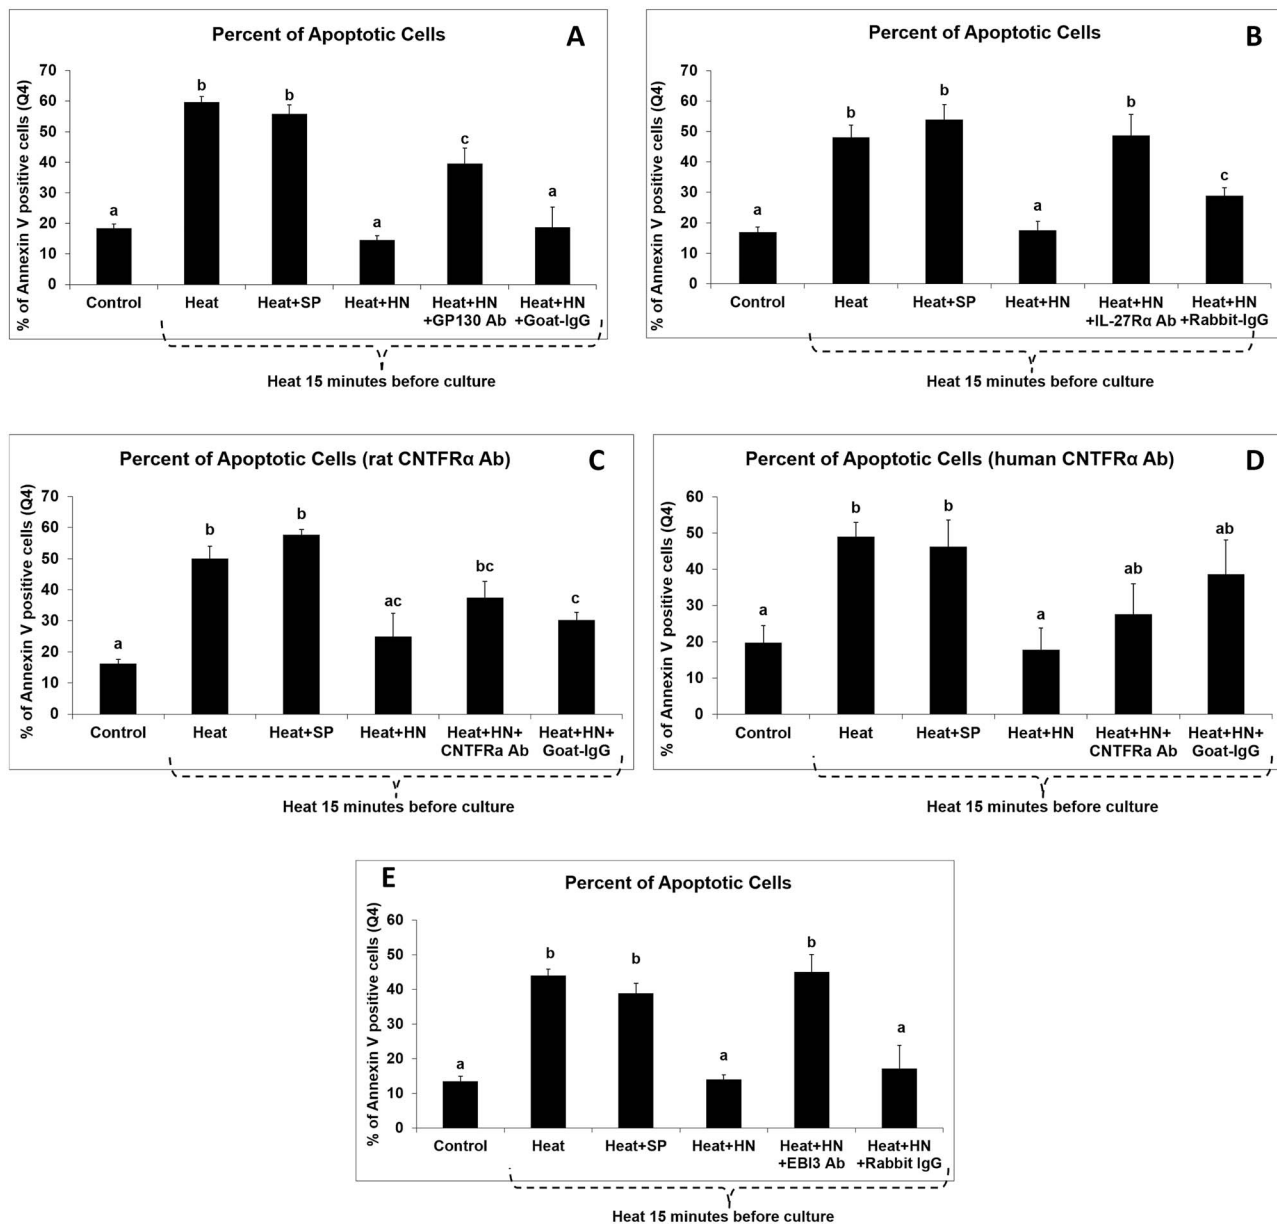 Percent of Apoptotic Cells
A
% of Annexin V positive cells (Q4)
70
60
50
40
30
20
10
0
a
b
b
a
c
a
Control
Heat
Heat+SP
Heat+HN
Heat+HN
+GP130 Ab
Heat+HN
+Goat-IgG
Heat 15 minutes before culture
Percent of Apoptotic Cells
B
% of Annexin V positive cells (Q4)
70
60
50
40
30
20
10
0
a
b
b
a
b
c
Control
Heat
Heat+SP
Heat+HN
Heat+HN
+IL-27Rα Ab
Heat+HN
+Rabbit-IgG
Heat 15 minutes before culture
Percent of Apoptotic Cells (rat CNTFRα Ab)
C
% of Annexin V positive cells (Q4)
70
60
50
40
30
20
10
0
a
b
b
ac
bc
c
Control
Heat
Heat+SP
Heat+HN
Heat+HN+
CNTFRa Ab
Heat+HN+
Goat-IgG
Heat 15 minutes before culture
Percent of Apoptotic Cells (human CNTFRα Ab)
D
% of Annexin V positive cells (Q4)
60
50
40
30
20
10
0
a
b
b
a
ab
ab
Control
Heat
Heat+SP
Heat+HN
Heat+HN+
CNTFRa Ab
Heat+HN+
Goat-IgG
Heat 15 minutes before culture
E
Percent of Apoptotic Cells
% of Annexin V positive cells (Q4)
60
50
40
30
20
10
0
a
b
b
a
b
a
Control
Heat
Heat+SP
Heat+HN
Heat+HN
+EBI3 Ab
Heat+HN
+Rabbit IgG
Heat 15 minutes before culture